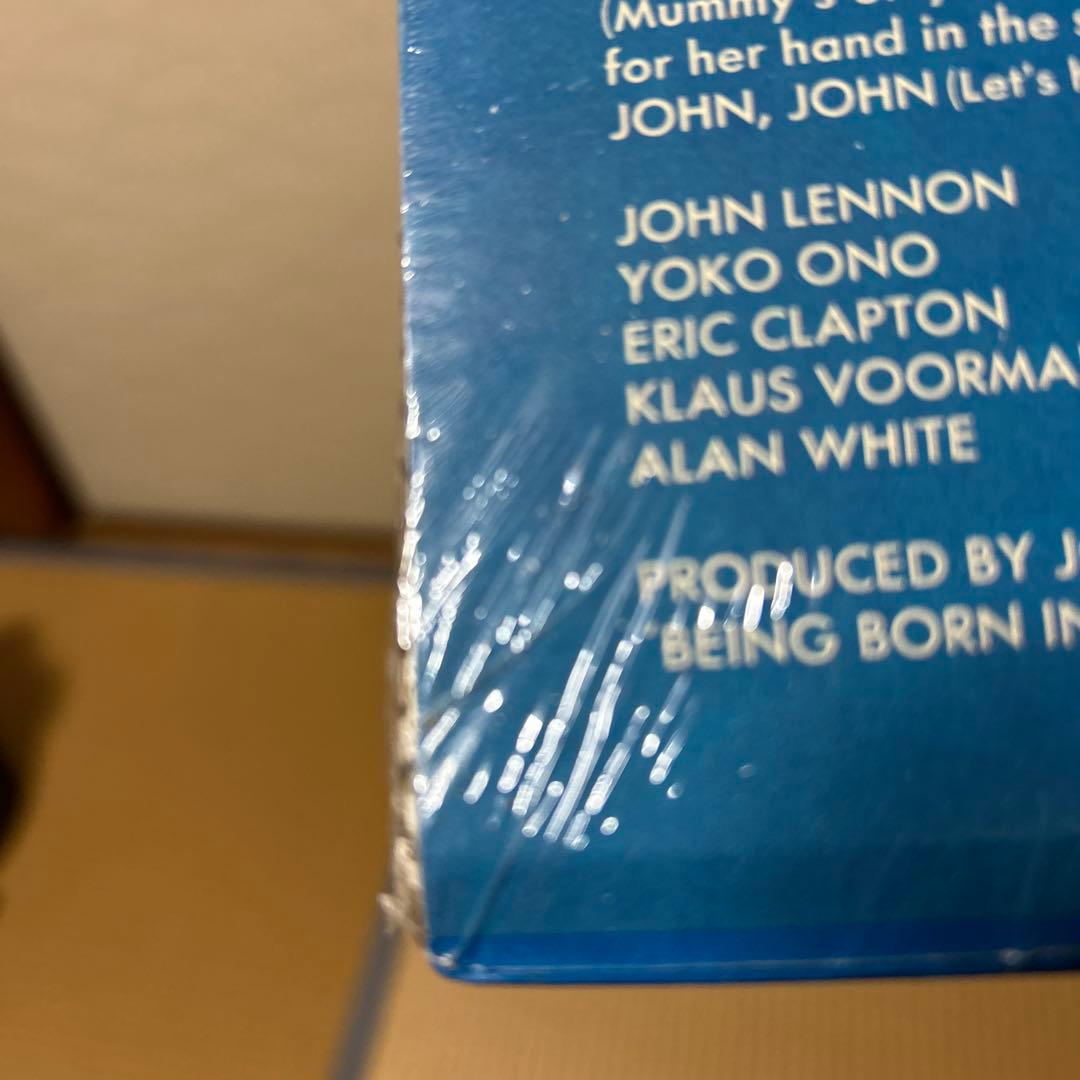 (Mummy's
for her hand in the
JOHN, JOHN (Let's
JOHN LENNON
YOKO ONO
ERIC CLAPTON
KLAUS VOORMA
ALAN WHITE
PRODUCED BY J
"BEING BORN IN